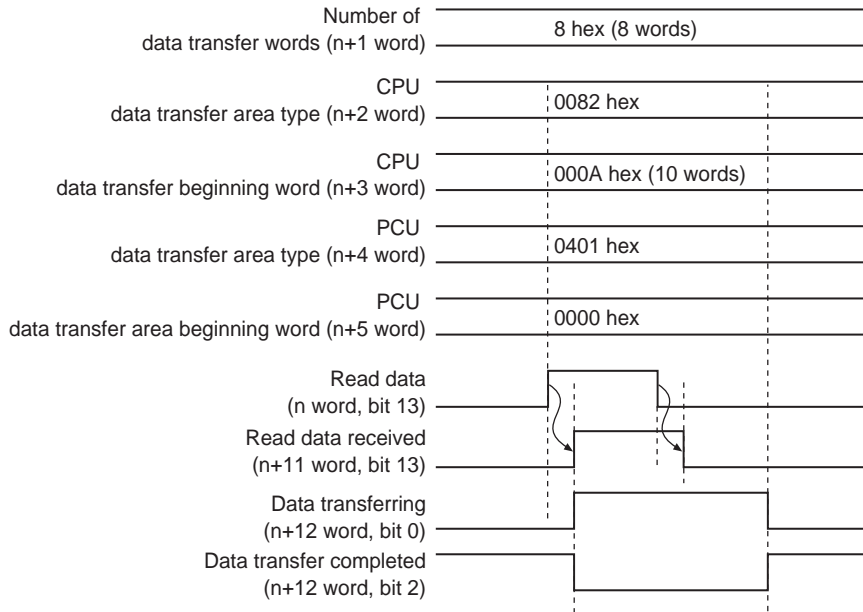 Number of
data transfer words (n+1 word)
8 hex (8 words)
CPU
data transfer area type (n+2 word)
0082 hex
CPU
data transfer beginning word (n+3 word)
000A hex (10 words)
PCU
data transfer area type (n+4 word)
0401 hex
PCU
data transfer area beginning word (n+5 word)
0000 hex
Read data
(n word, bit 13)
Read data received
(n+11 word, bit 13)
Data transferring
(n+12 word, bit 0)
Data transfer completed
(n+12 word, bit 2)